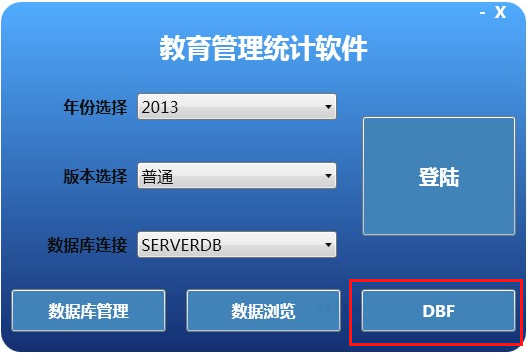 - X
教育管理统计软件
年份选择 2013
版本选择 普通
登陆
数据库连接 SERVERDB
数据库管理 数据浏览 DBF